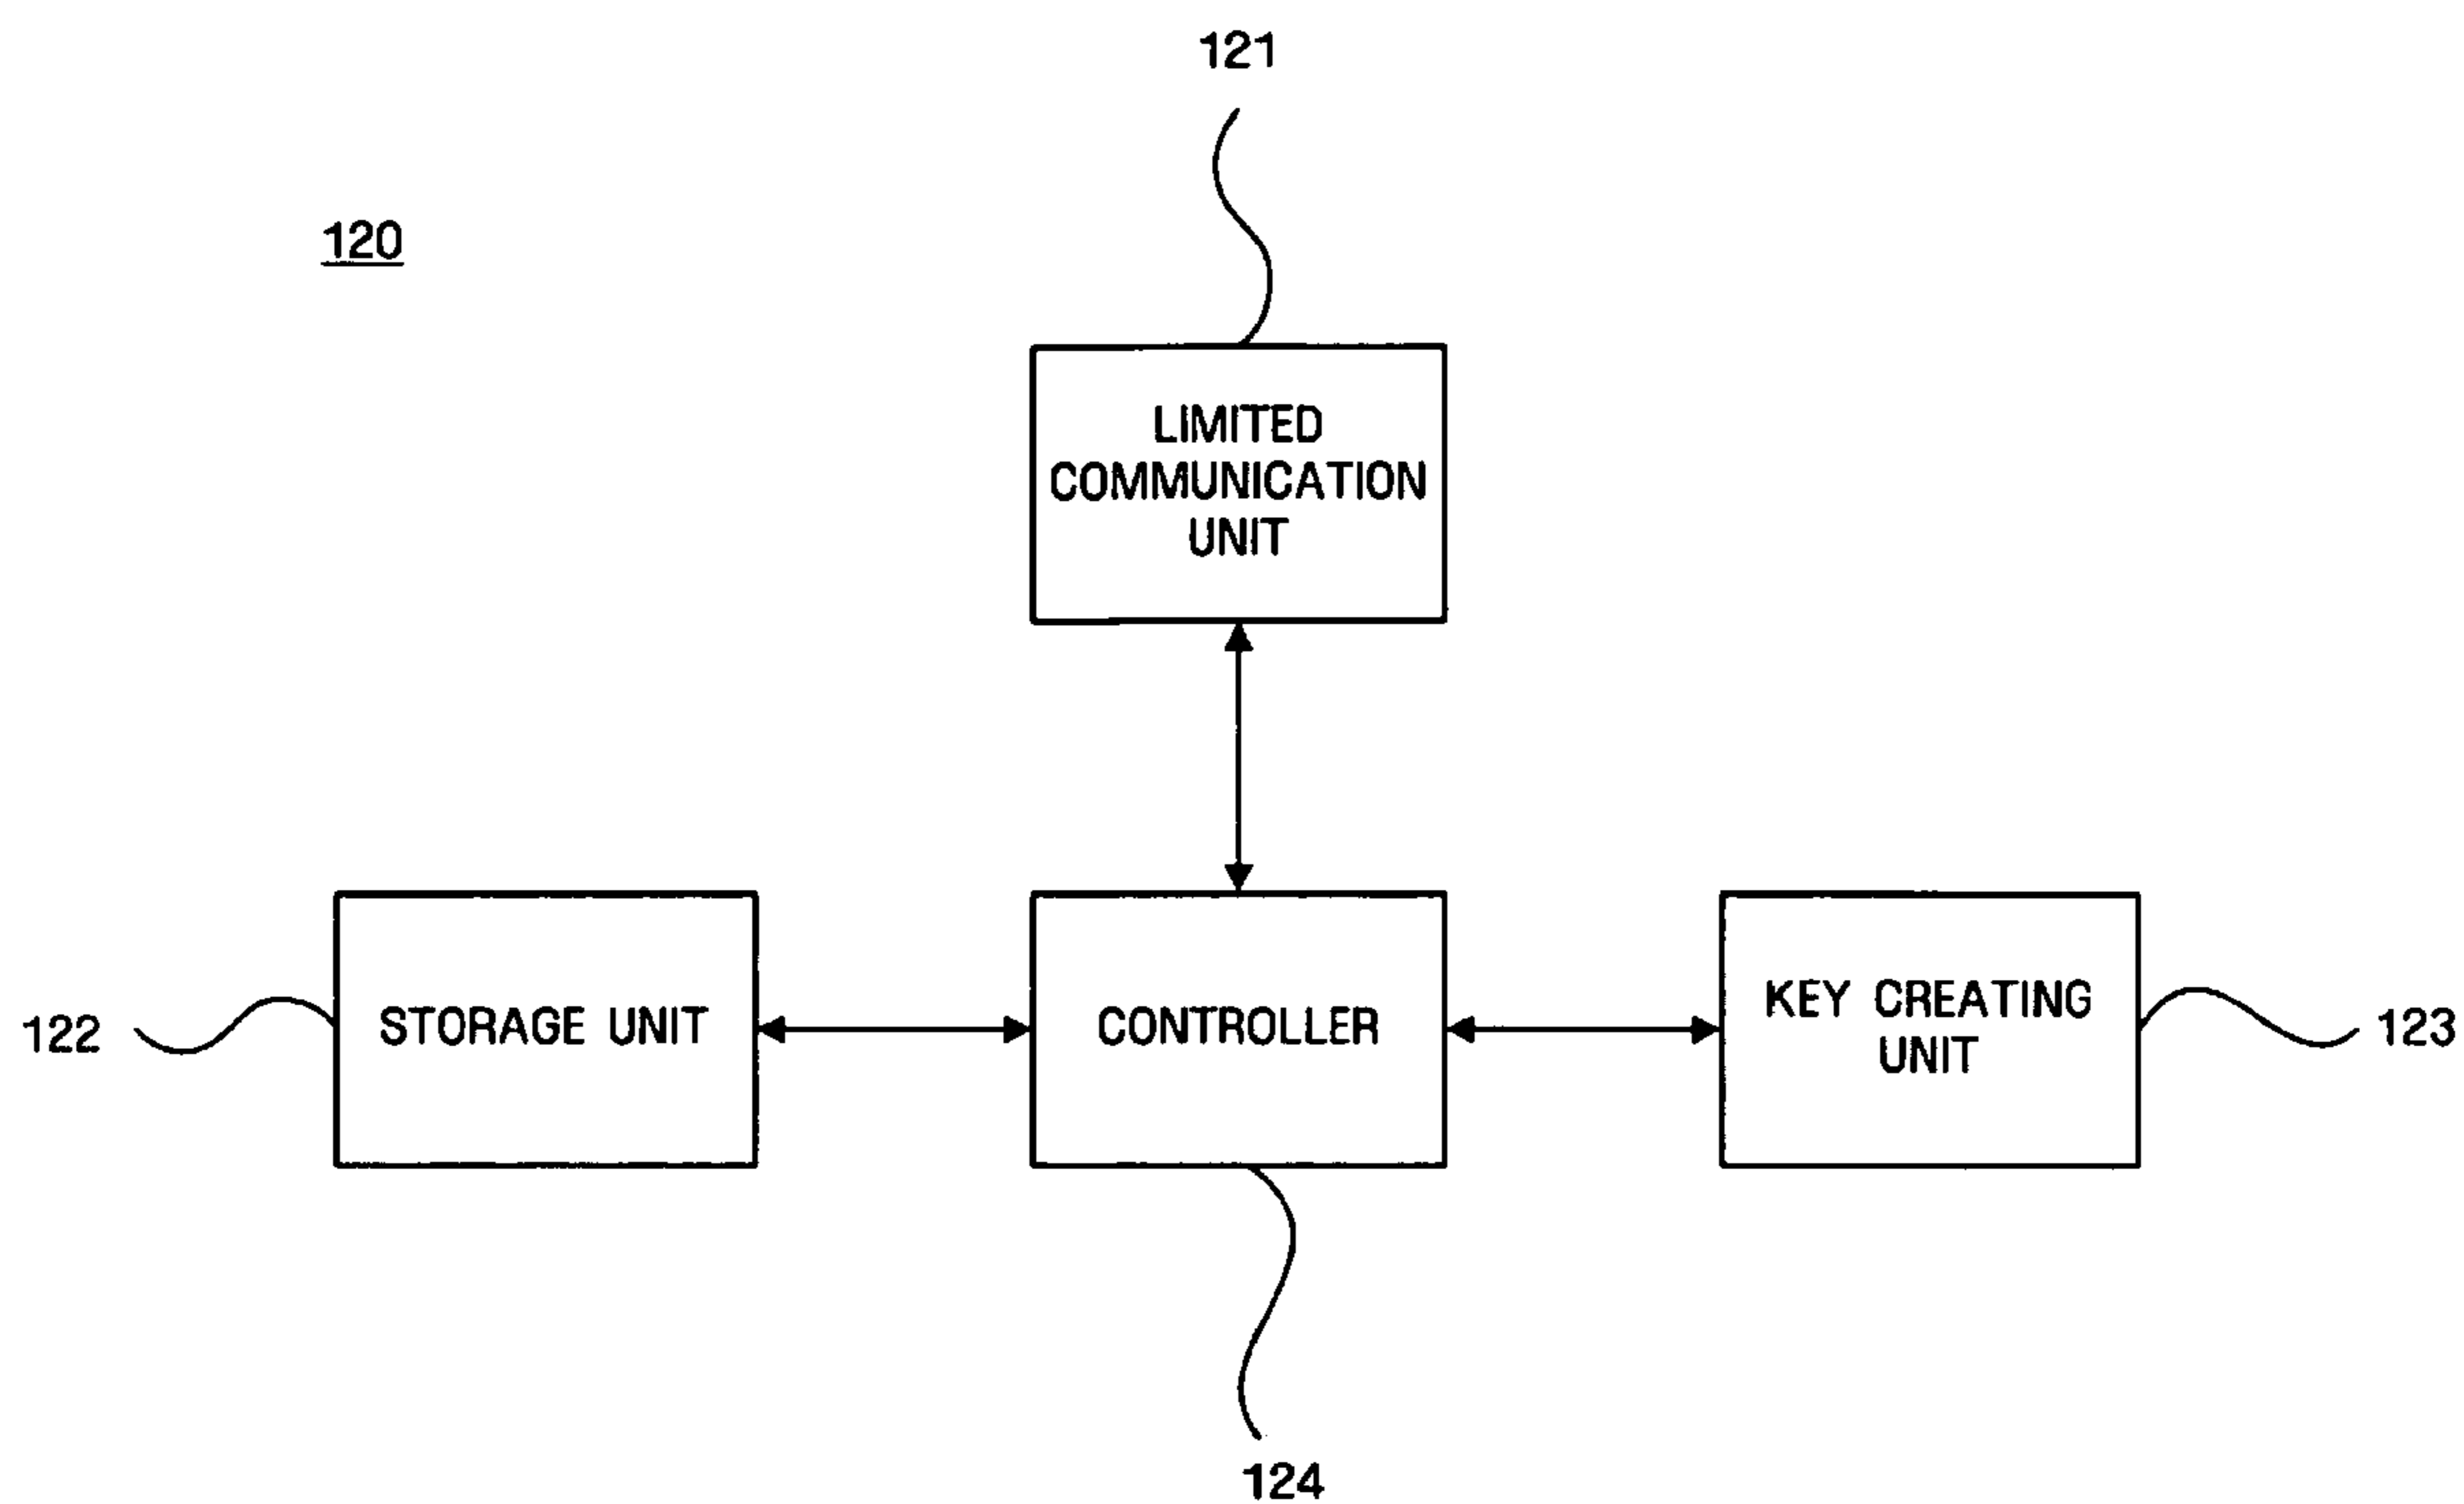 121
120
LIMITED
COMMUNICATION
UNIT
122
STORAGE UNIT
CONTROLLER
KEY CREATING
UNIT
123
124